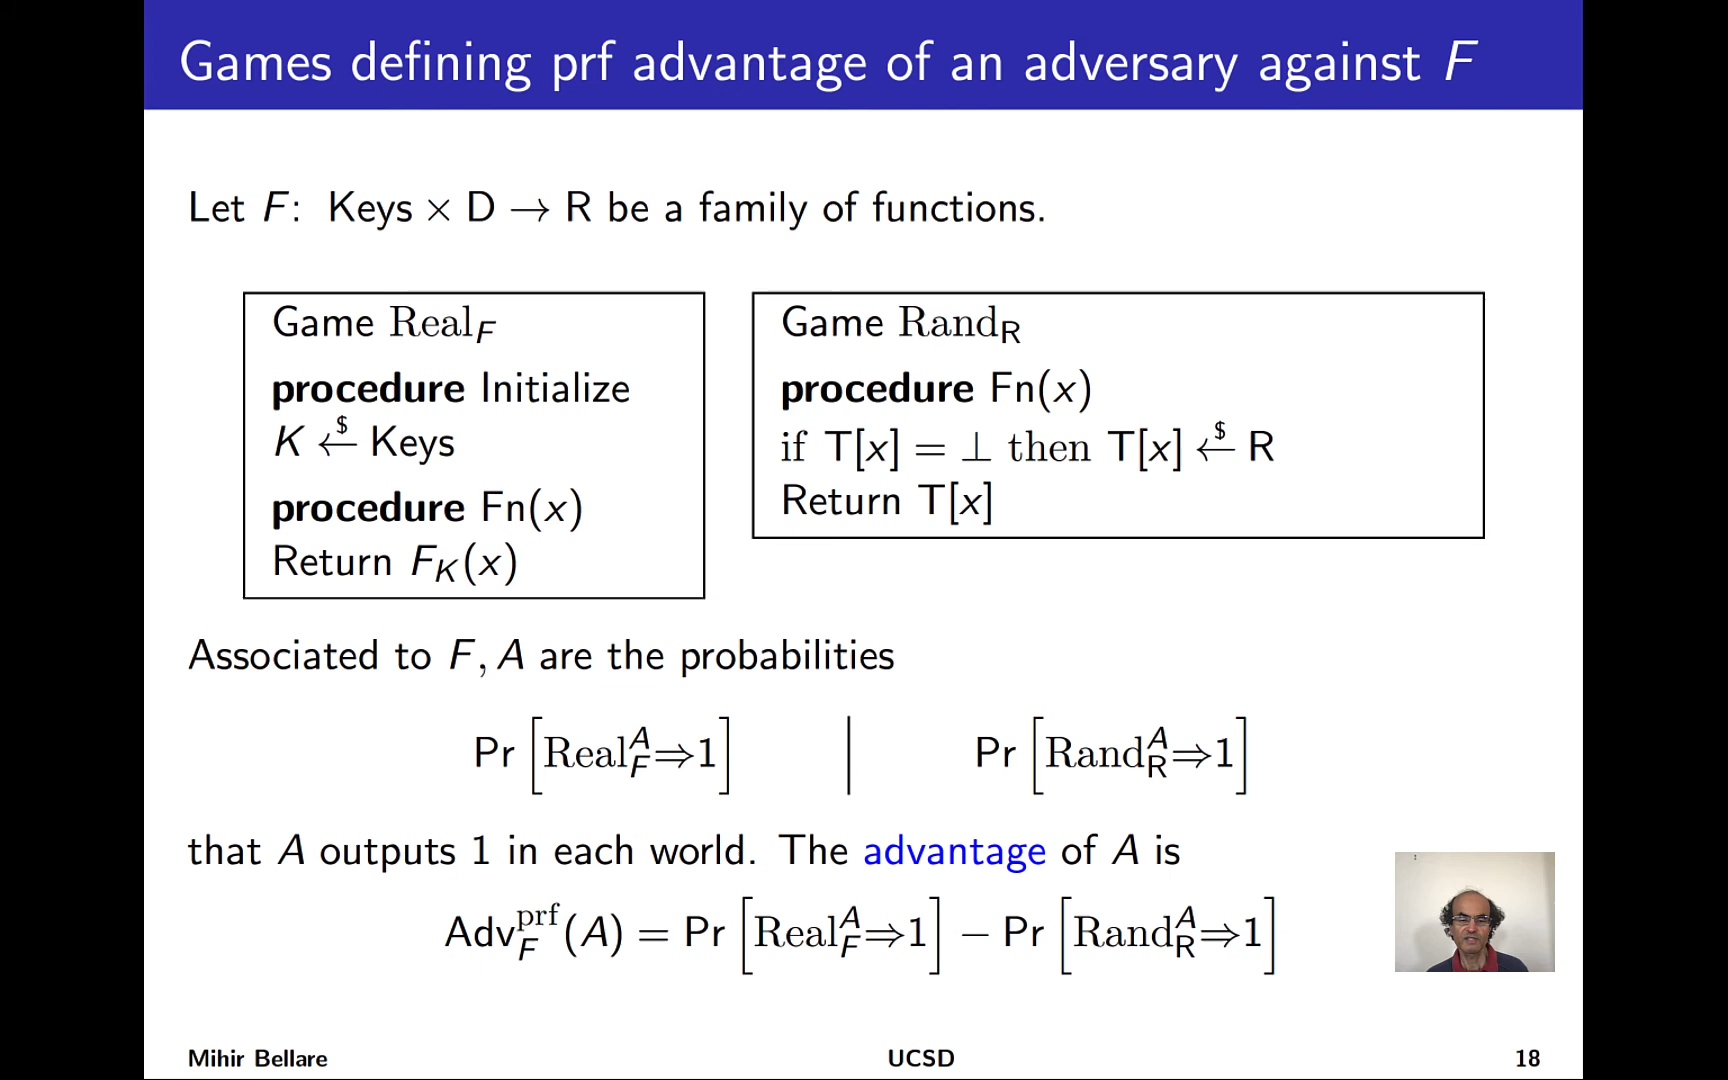 Games defining prf advantage of an adversary against F
Let F: Keys × D → R be a family of functions.
Game Real_F
procedure Initialize
K ←$ Keys
procedure Fn(x)
Return F_K(x)
Game Rand_R
procedure Fn(x)
if T[x] = ⊥ then T[x] ←$ R
Return T[x]
Associated to F, A are the probabilities
Pr [Real_F^A⇒1] | Pr [Rand_R^A⇒1]
that A outputs 1 in each world. The advantage of A is
Adv_F^prf(A) = Pr [Real_F^A⇒1] − Pr [Rand_R^A⇒1]
Mihir Bellare UCSD 18